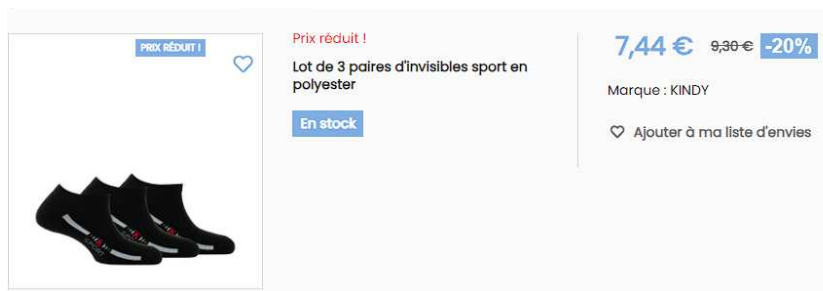 PRIX RÉDUIT !
Prix réduit !
Lot de 3 paires d'invisibles sport en
polyester
En stock
7,44 € 9,30 € -20%
Marque : KINDY
Ajouter à ma liste d'envies
SPORT